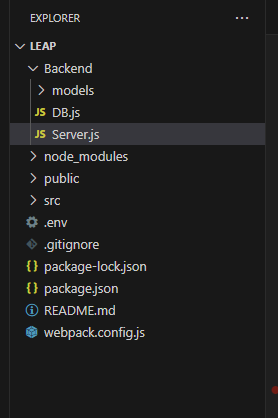 EXPLORER
LEAP
Backend
models
JS DB.js
JS Server.js
node_modules
public
src
.env
.gitignore
{} package-lock.json
{} package.json
README.md
webpack.config.js